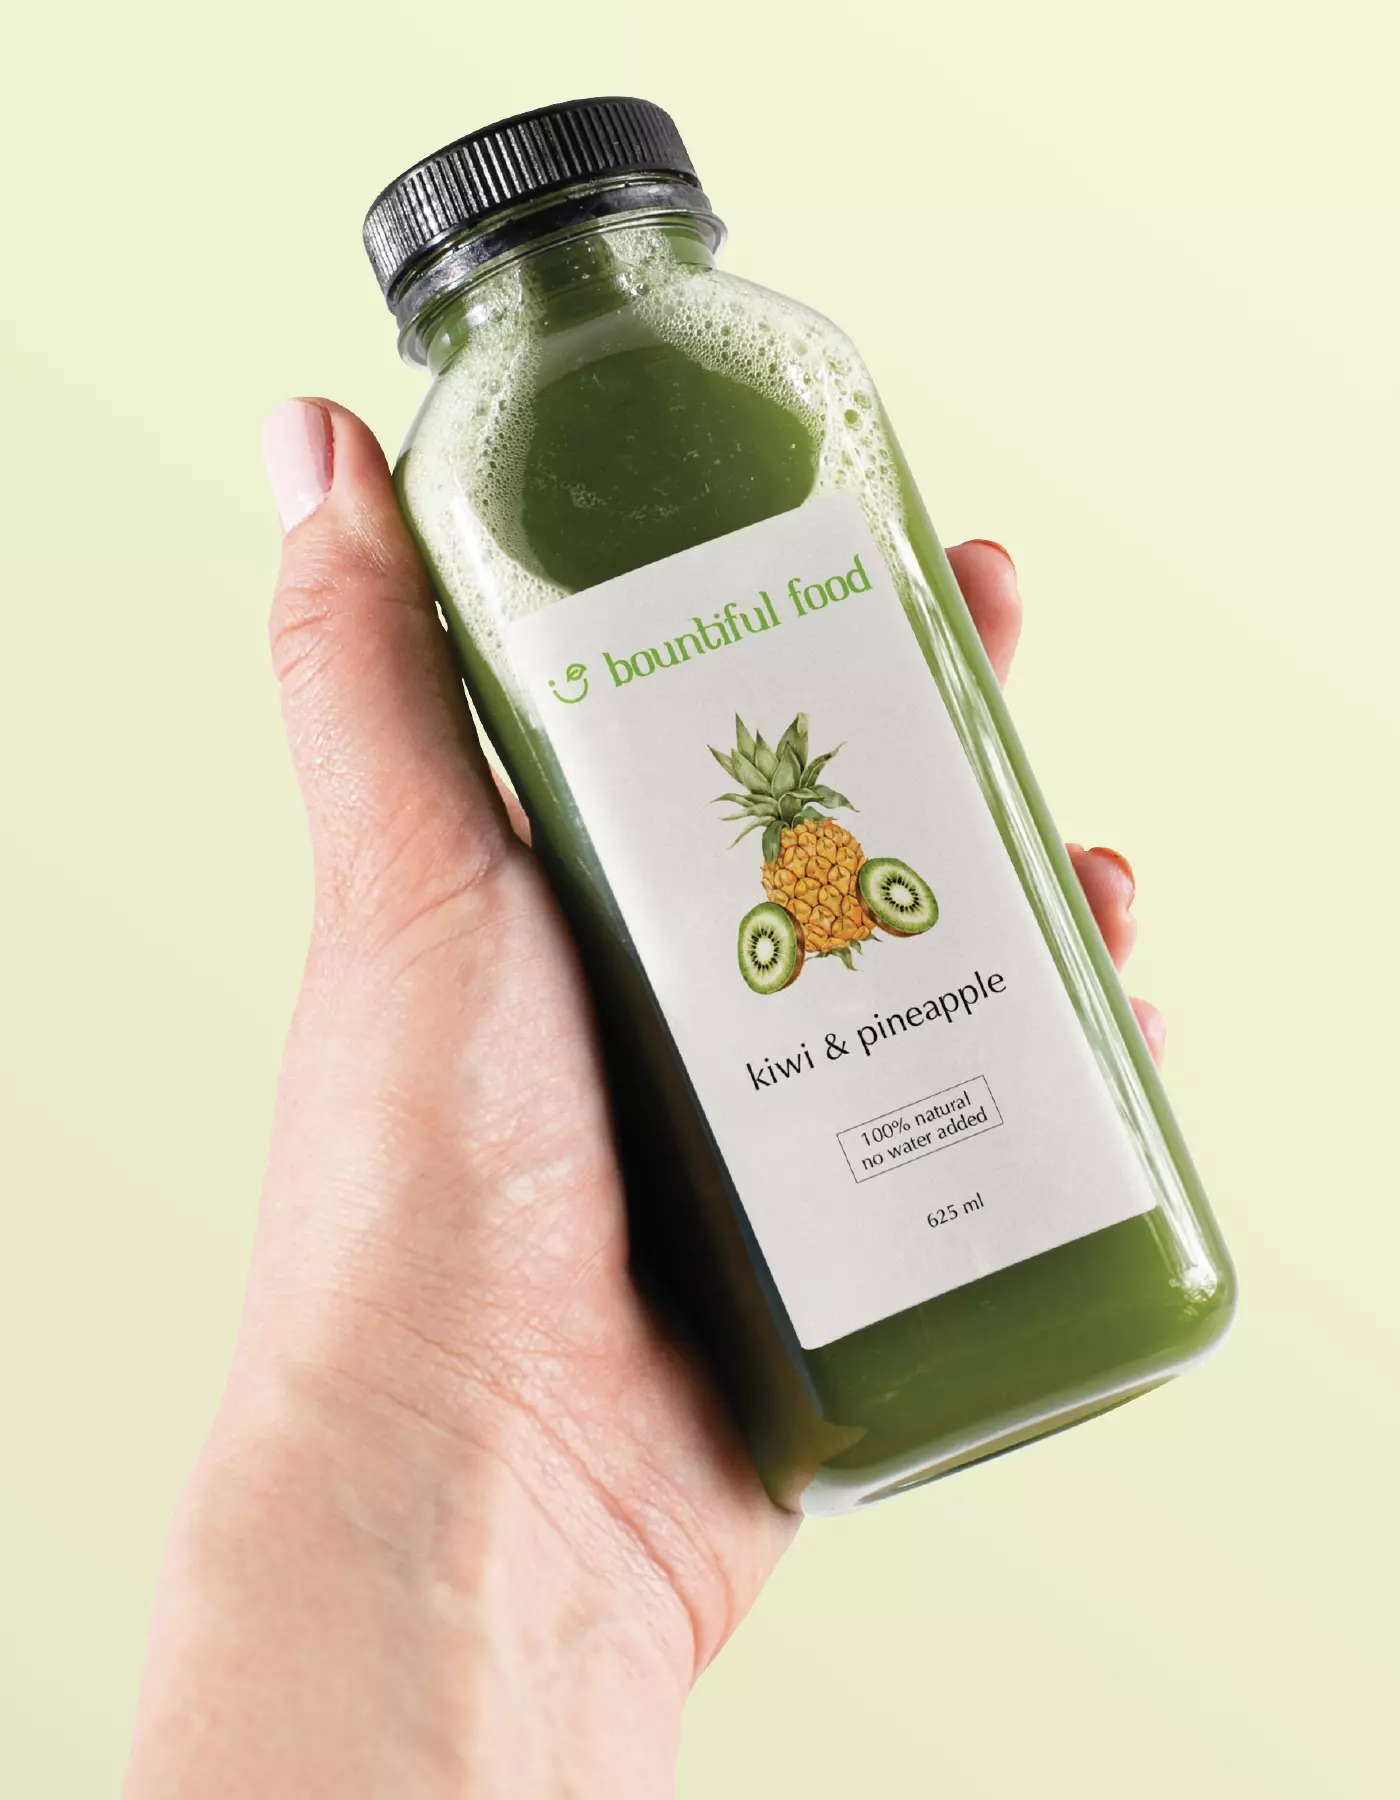 bountiful food
kiwi & pineapple
100% natural
no water added
625 ml